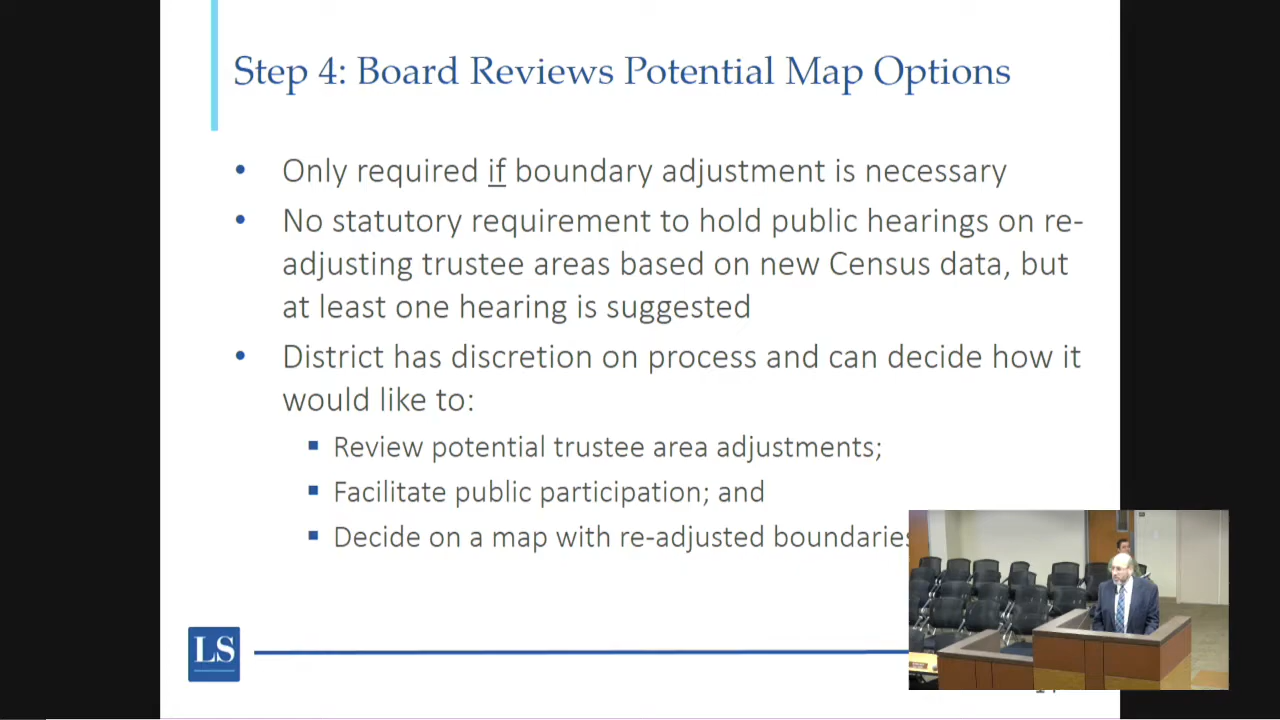 Step 4: Board Reviews Potential Map Options
• Only required if boundary adjustment is necessary
• No statutory requirement to hold public hearings on re-
adjusting trustee areas based on new Census data, but
at least one hearing is suggested
• District has discretion on process and can decide how it
would like to:
▪ Review potential trustee area adjustments;
▪ Facilitate public participation; and
▪ Decide on a map with re-adjusted boundaries
LS